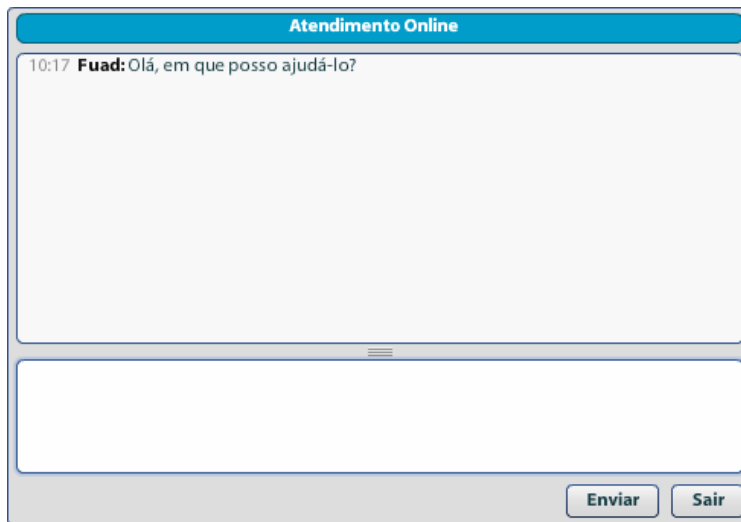 Atendimento Online
10:17 Fuad: Olá, em que posso ajudá-lo?
Enviar
Sair